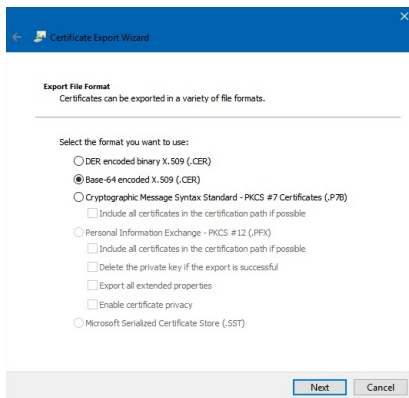 Certificate Export Wizard
Export File Format
Certificates can be exported in a variety of file formats.
Select the format you want to use:
DER encoded binary X.509 (.CER)
Base-64 encoded X.509 (.CER)
Cryptographic Message Syntax Standard - PKCS #7 Certificates (.P7B)
Include all certificates in the certification path if possible
Personal Information Exchange - PKCS #12 (.PFX)
Include all certificates in the certification path if possible
Delete the private key if the export is successful
Export all extended properties
Enable certificate privacy
Microsoft Serialized Certificate Store (.SST)
Next Cancel